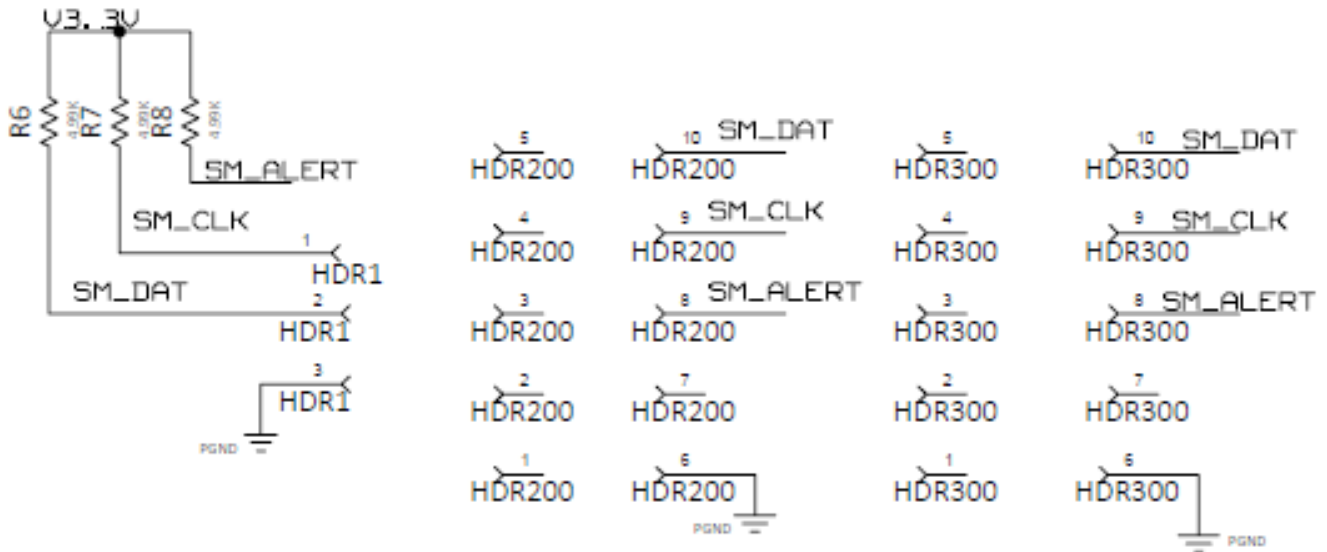 V3.3V
R6 4.99K R7 4.99K R8 4.99K
SM_ALERT
SM_CLK
1
HDR1
SM_DAT
2
HDR1
3
HDR1
PGND
5 10 SM_DAT
HDR200 HDR200
4 9 SM_CLK
HDR200 HDR200
3 8 SM_ALERT
HDR200 HDR200
2 7
HDR200 HDR200
1 6
HDR200 HDR200
PGND
5 10 SM_DAT
HDR300 HDR300
4 9 SM_CLK
HDR300 HDR300
3 8 SM_ALERT
HDR300 HDR300
2 7
HDR300 HDR300
1 6
HDR300 HDR300
PGND